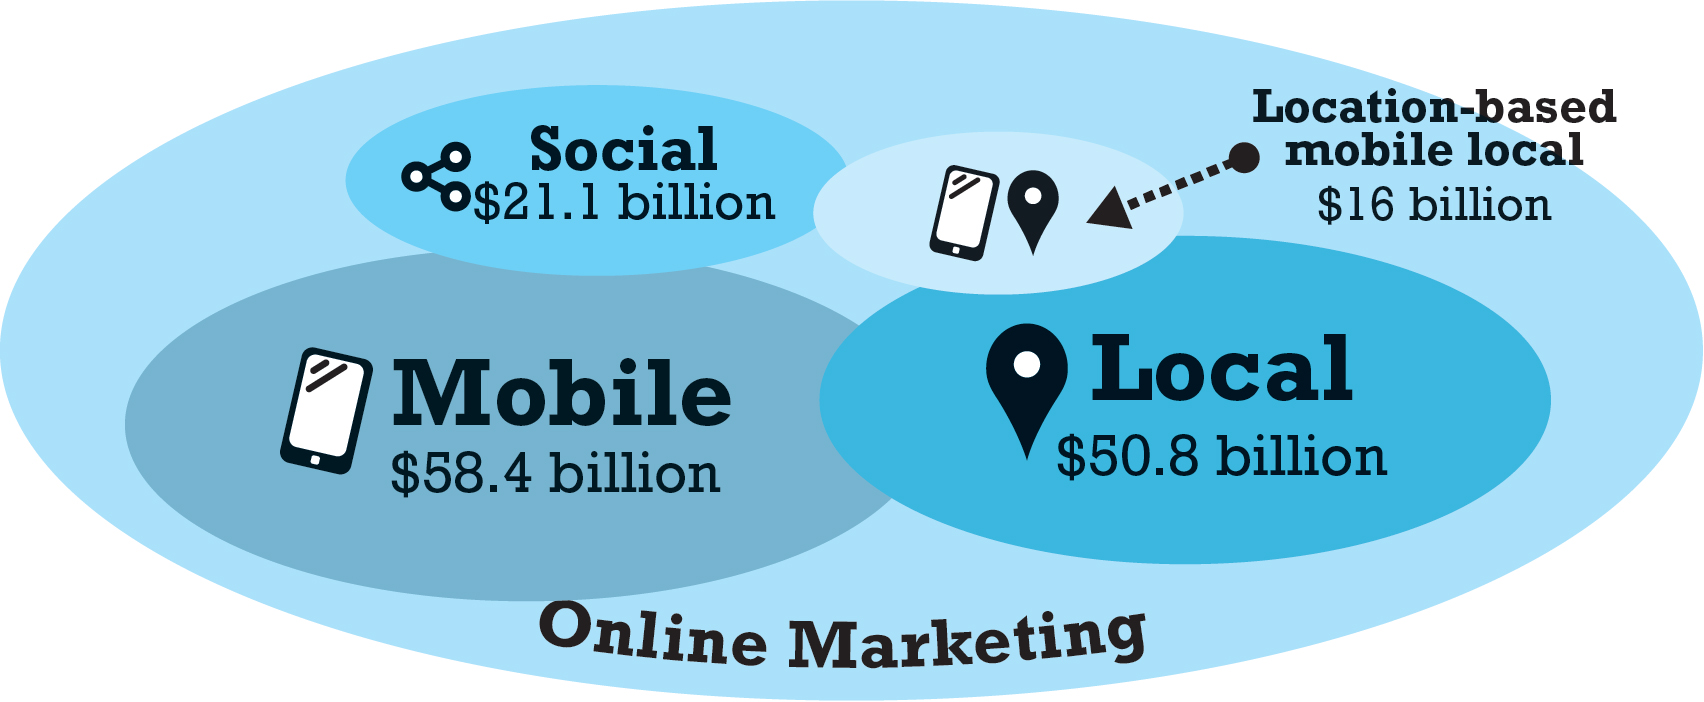 Social
$21.1 billion
Location-based
mobile local
$16 billion
Mobile
$58.4 billion
Local
$50.8 billion
Online Marketing